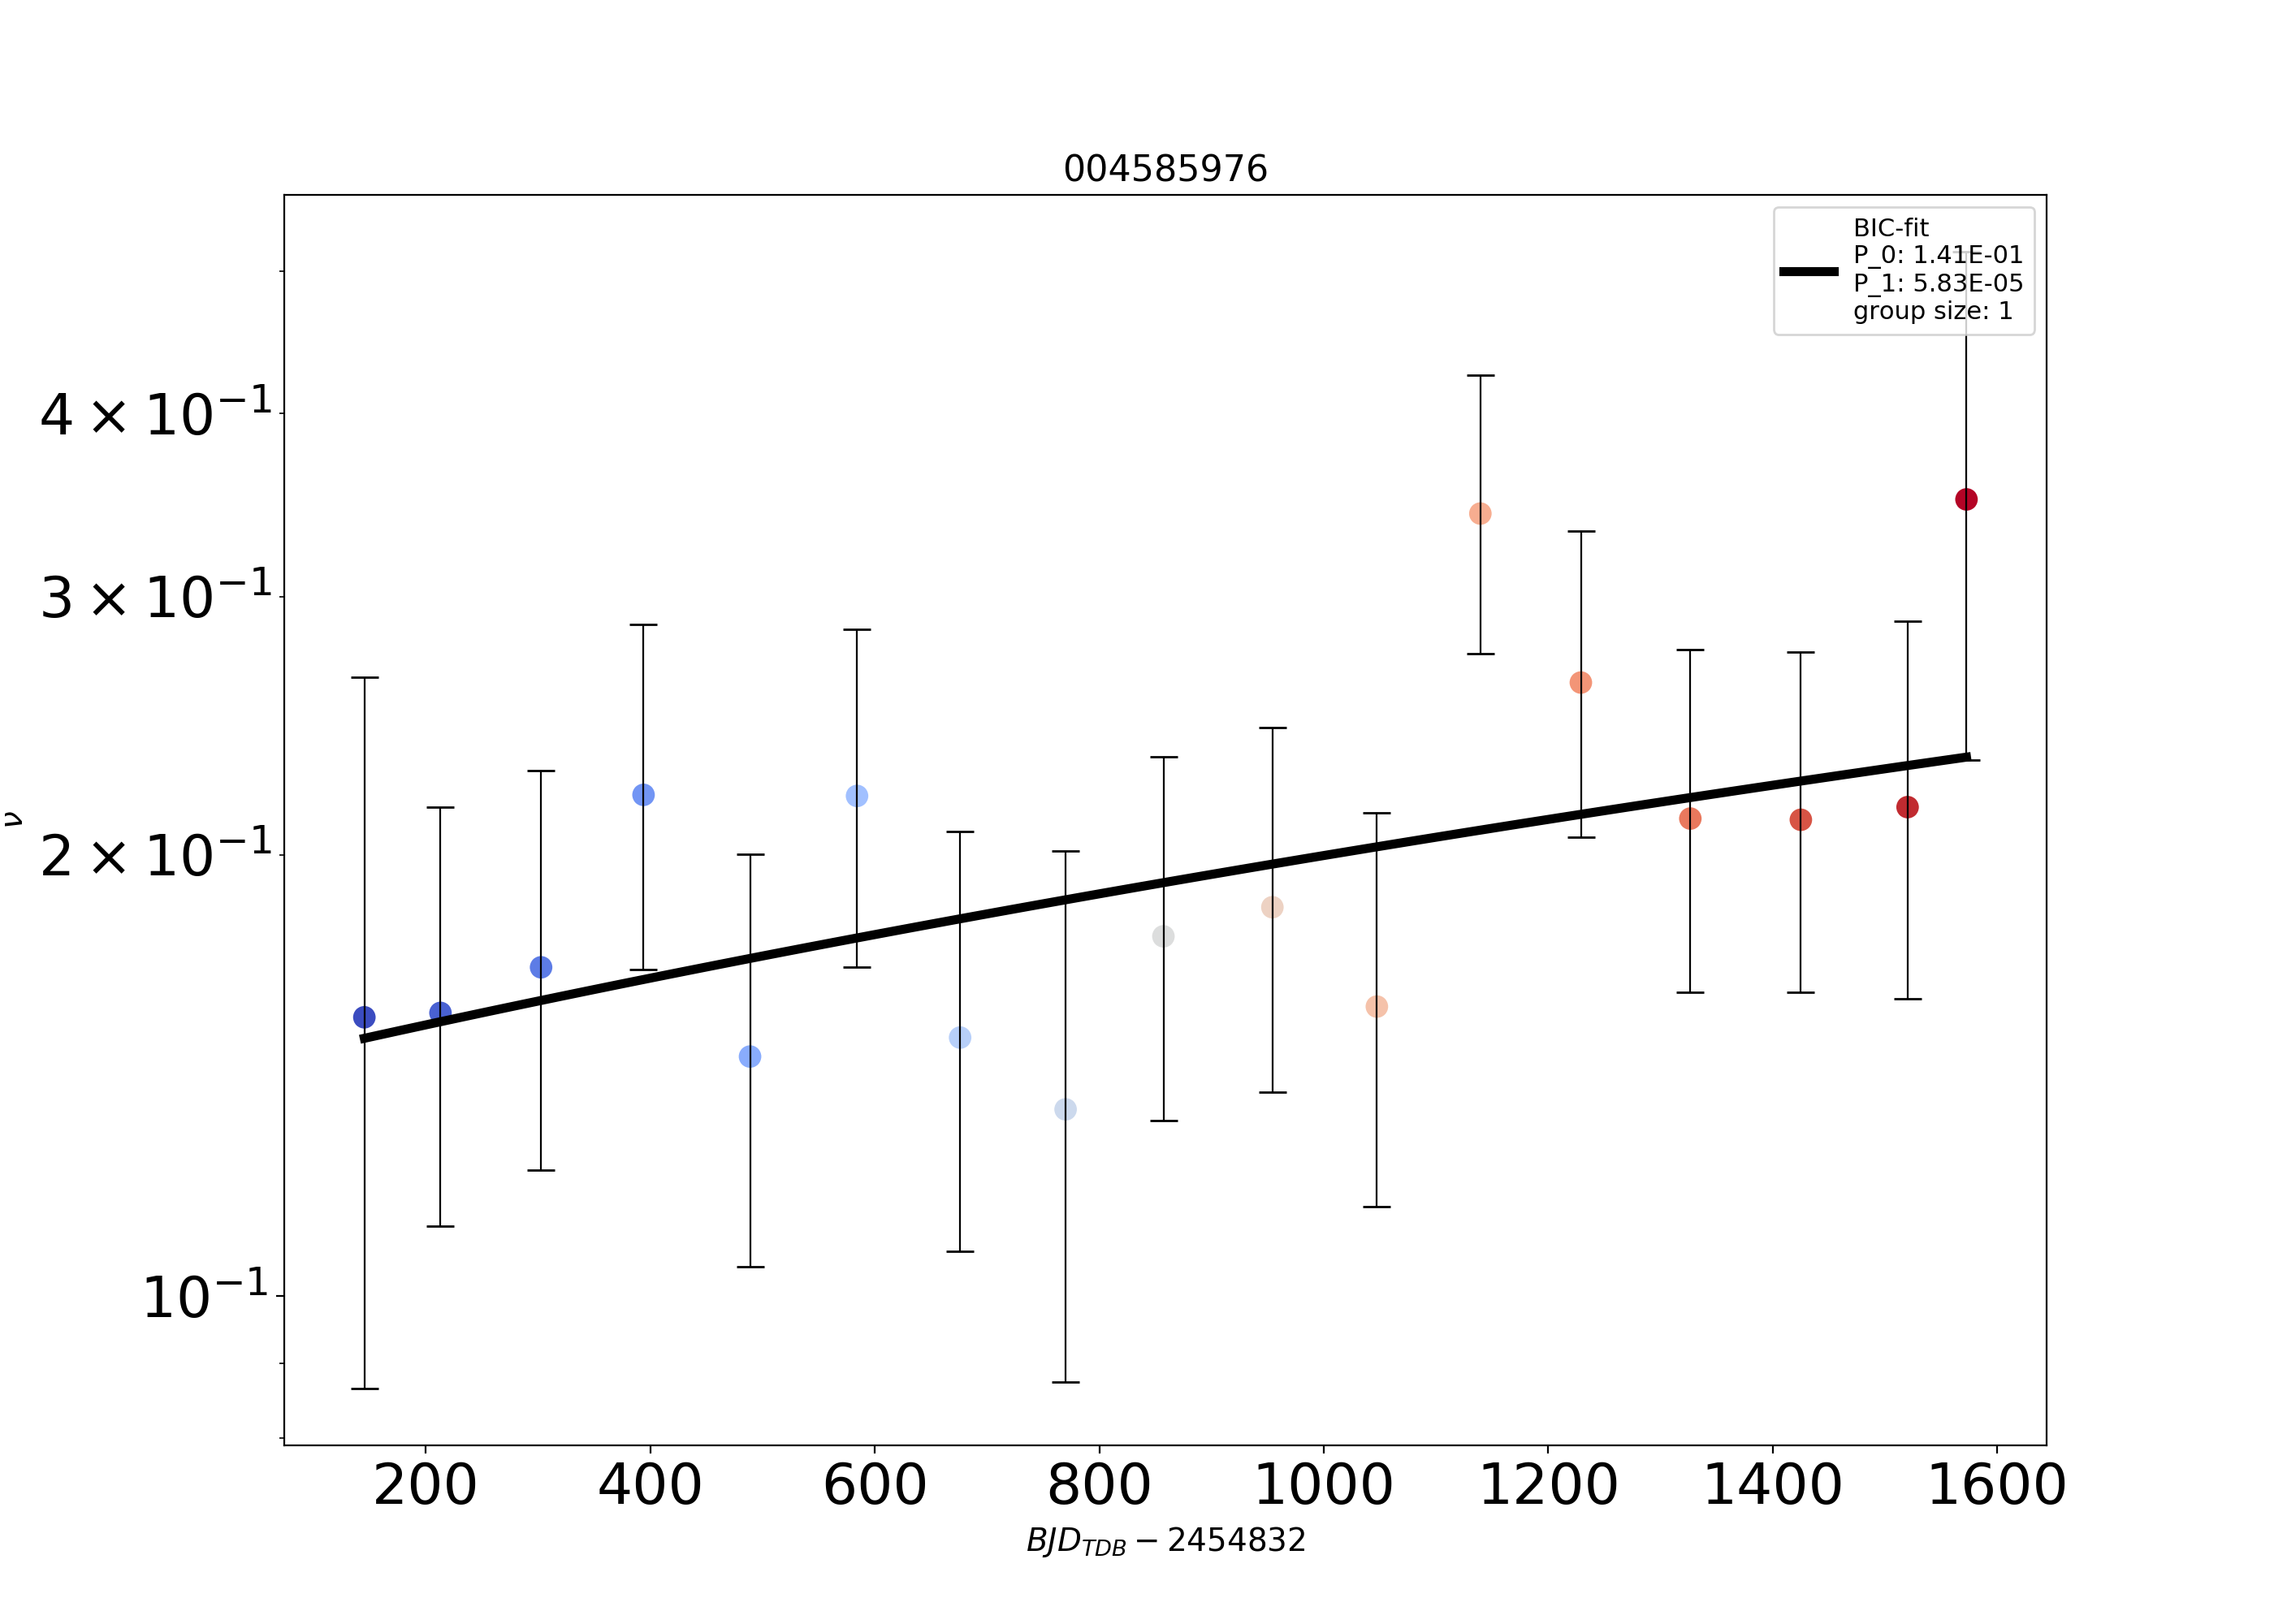 004585976
BIC-fit
P_0: 1.41E-01
P_1: 5.83E-05
group size: 1
4 × 10⁻¹
3 × 10⁻¹
2 × 10⁻¹
10⁻¹
ν
200 400 600 800 1000 1200 1400 1600
BJD_TDB − 2454832